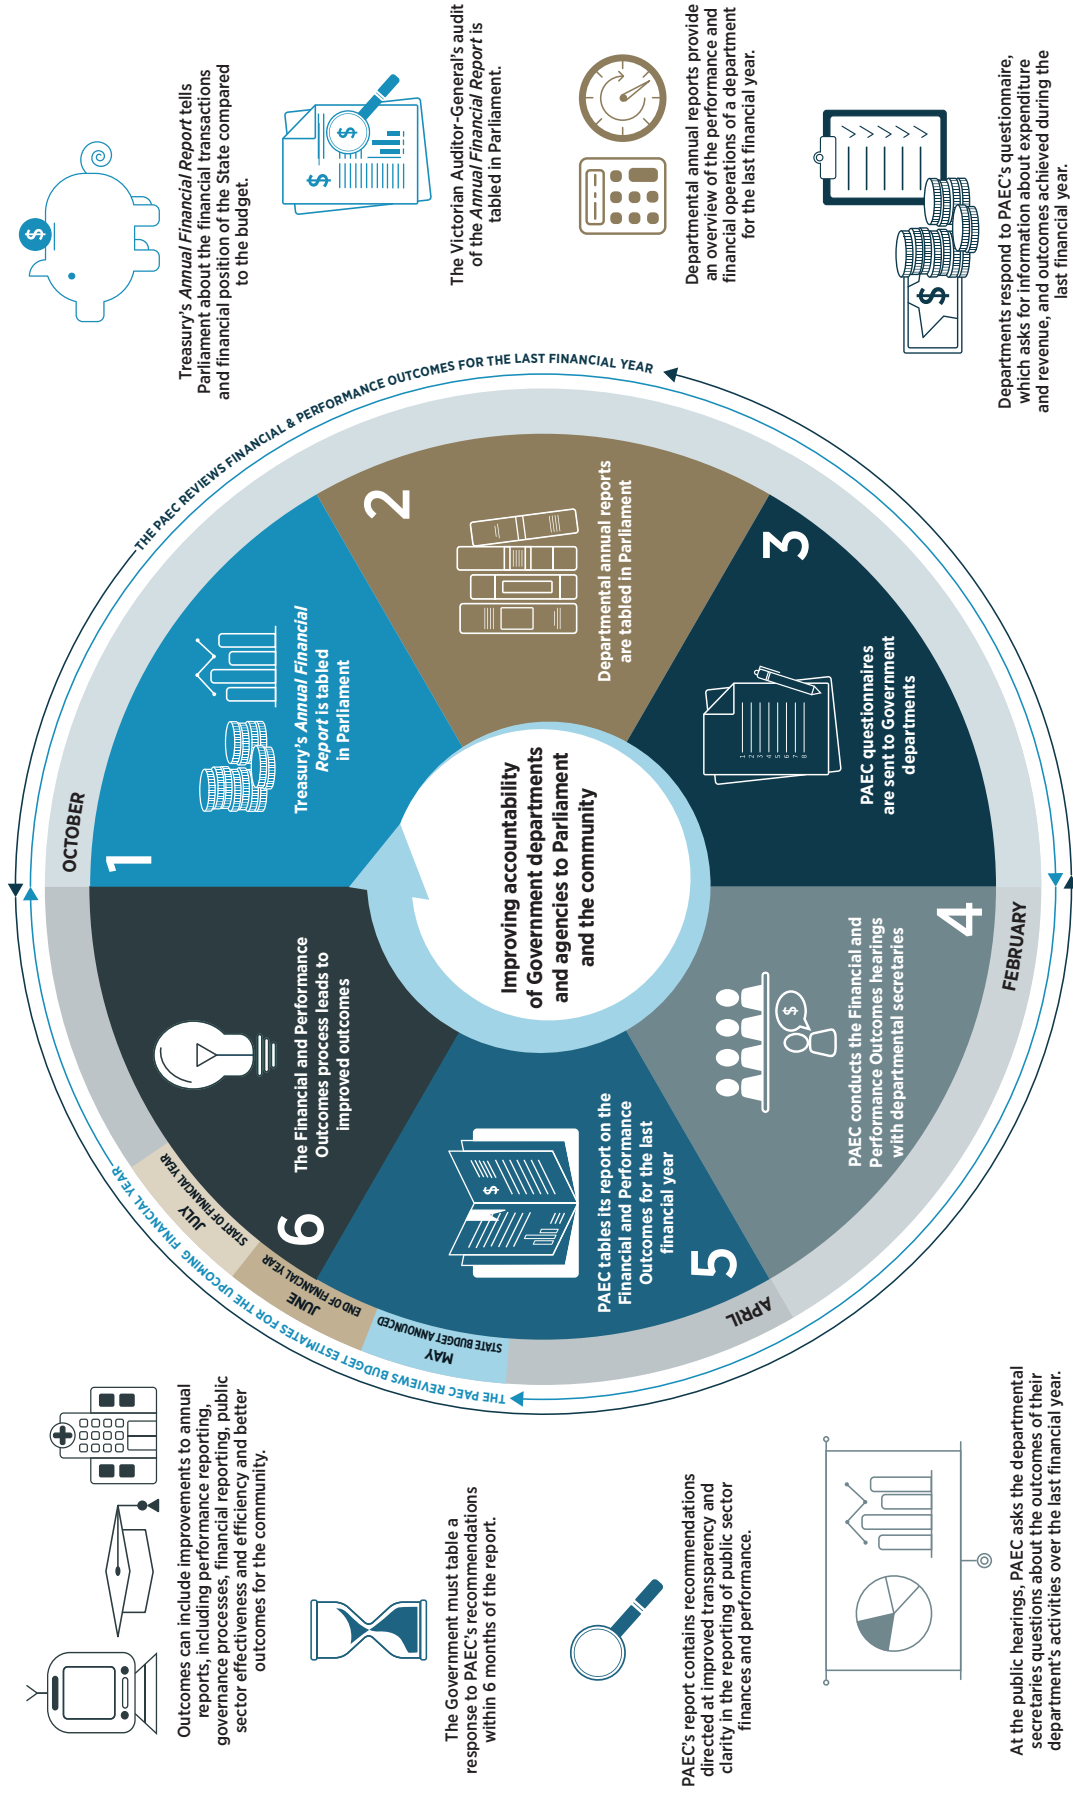 Improving accountability
of Government departments
and agencies to Parliament
and the community
OCTOBER
1
Treasury's Annual Financial
Report is tabled
in Parliament
2
Departmental annual reports
are tabled in Parliament
3
1
2
3
4
5
6
7
8
PAEC questionnaires
are sent to Government
departments
FEBRUARY
4
$
PAEC conducts the Financial and
Performance Outcomes hearings
with departmental secretaries
APRIL
5
$
PAEC tables its report on the
Financial and Performance
Outcomes for the last
financial year
MAY
STATE BUDGET ANNOUNCED
JUNE
END OF FINANCIAL YEAR
JULY
START OF FINANCIAL YEAR
6
The Financial and Performance
Outcomes process leads to
improved outcomes
THE PAEC REVIEWS FINANCIAL & PERFORMANCE OUTCOMES FOR THE LAST FINANCIAL YEAR
THE PAEC REVIEWS BUDGET ESTIMATES FOR THE UPCOMING FINANCIAL YEAR
$
Treasury's Annual Financial Report tells
Parliament about the financial transactions
and financial position of the State compared
to the budget.
$
$
The Victorian Auditor-General's audit
of the Annual Financial Report is
tabled in Parliament.
Departmental annual reports provide
an overview of the performance and
financial operations of a department
for the last financial year.
$
Departments respond to PAEC's questionnaire,
which asks for information about expenditure
and revenue, and outcomes achieved during the
last financial year.
At the public hearings, PAEC asks the departmental
secretaries questions about the outcomes of their
department's activities over the last financial year.
PAEC's report contains recommendations
directed at improved transparency and
clarity in the reporting of public sector
finances and performance.
The Government must table a
response to PAEC's recommendations
within 6 months of the report.
Outcomes can include improvements to annual
reports, including performance reporting,
governance processes, financial reporting, public
sector effectiveness and efficiency and better
outcomes for the community.